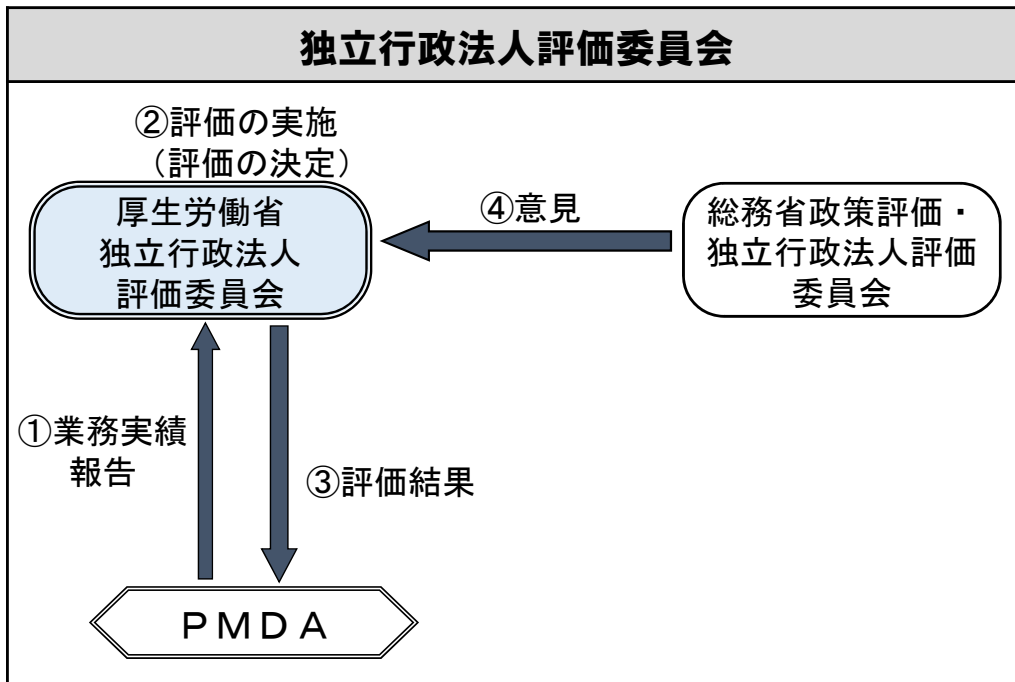 独立行政法人評価委員会
②評価の実施
（評価の決定）
厚生労働省
独立行政法人
評価委員会
④意見
総務省政策評価・
独立行政法人評価
委員会
①業務実績
報告
③評価結果
ＰＭＤＡ